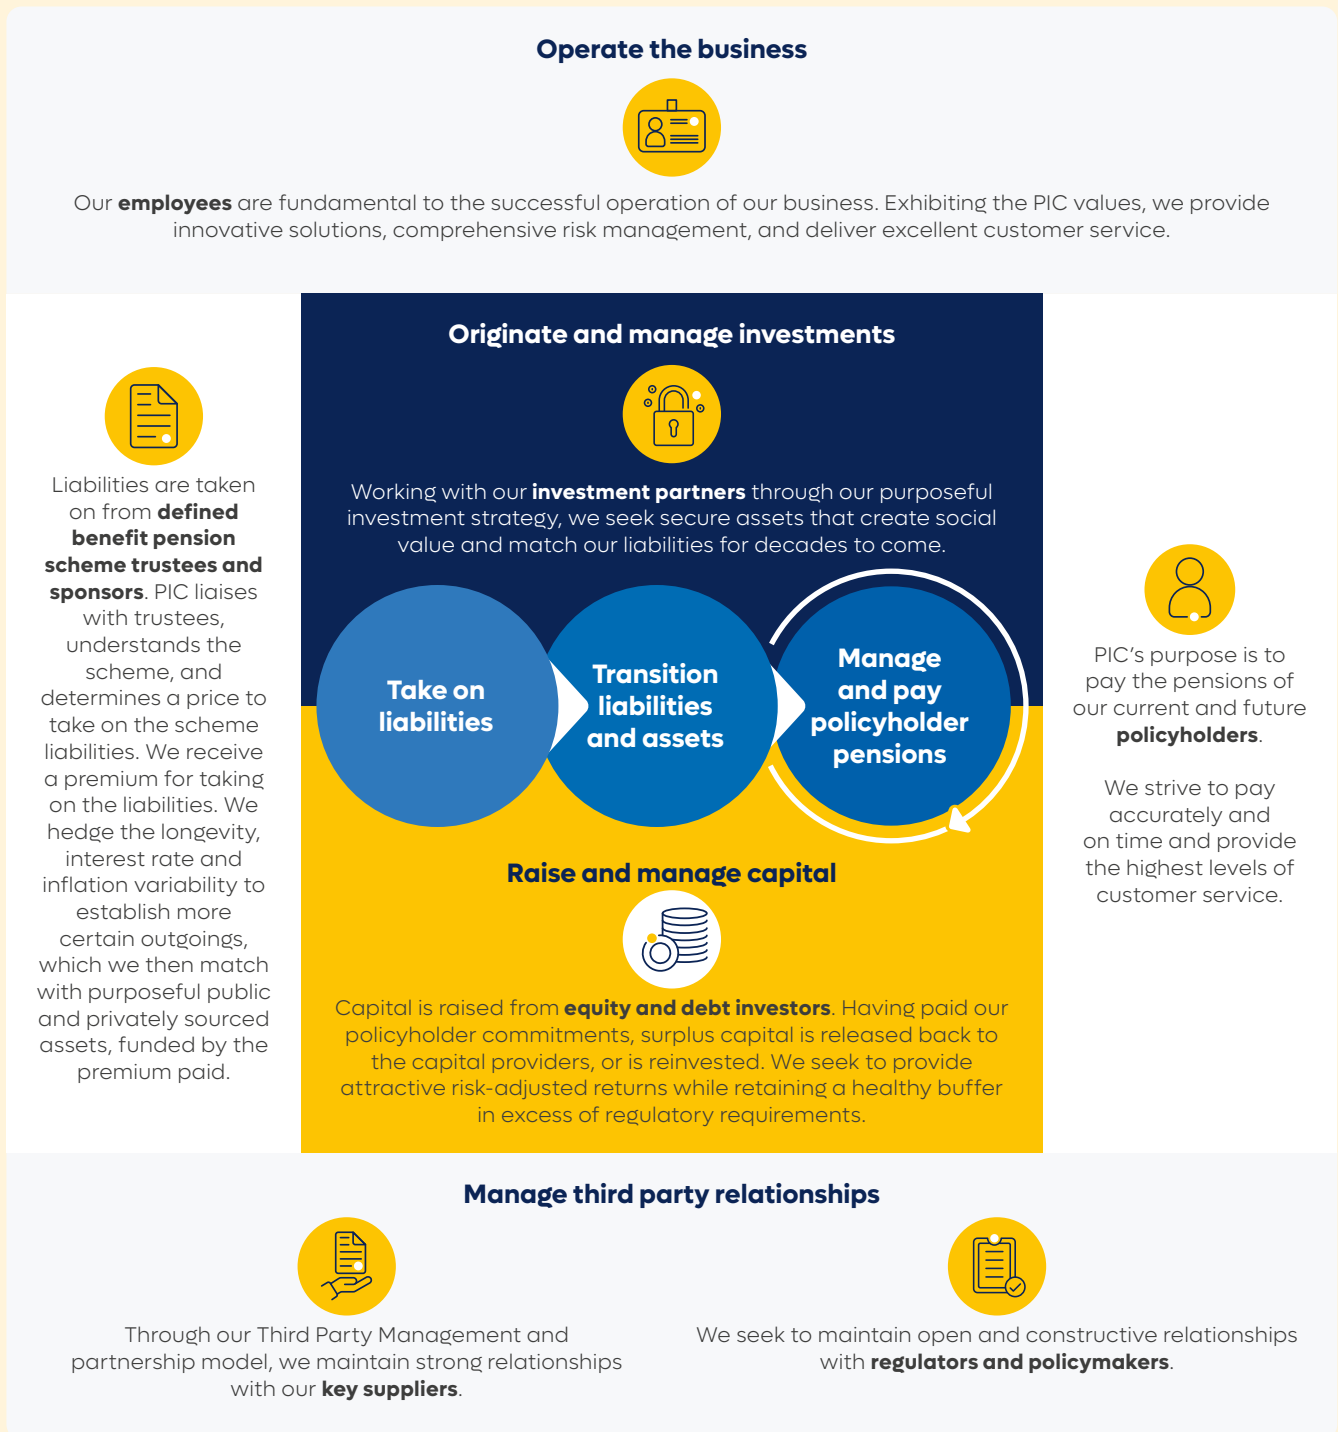 Operate the business
Our employees are fundamental to the successful operation of our business. Exhibiting the PIC values, we provide
innovative solutions, comprehensive risk management, and deliver excellent customer service.
Liabilities are taken
on from defined
benefit pension
scheme trustees and
sponsors. PIC liaises
with trustees,
understands the
scheme, and
determines a price to
take on the scheme
liabilities. We receive
a premium for taking
on the liabilities. We
hedge the longevity,
interest rate and
inflation variability to
establish more
certain outgoings,
which we then match
with purposeful public
and privately sourced
assets, funded by the
premium paid.
Originate and manage investments
Working with our investment partners through our purposeful
investment strategy, we seek secure assets that create social
value and match our liabilities for decades to come.
Take on
liabilities
Transition
liabilities
and assets
Manage
and pay
policyholder
pensions
Raise and manage capital
Capital is raised from equity and debt investors. Having paid our
policyholder commitments, surplus capital is released back to
the capital providers, or is reinvested. We seek to provide
attractive risk-adjusted returns while retaining a healthy buffer
in excess of regulatory requirements.
PIC’s purpose is to
pay the pensions of
our current and future
policyholders.
We strive to pay
accurately and
on time and provide
the highest levels of
customer service.
Manage third party relationships
Through our Third Party Management and
partnership model, we maintain strong relationships
with our key suppliers.
We seek to maintain open and constructive relationships
with regulators and policymakers.